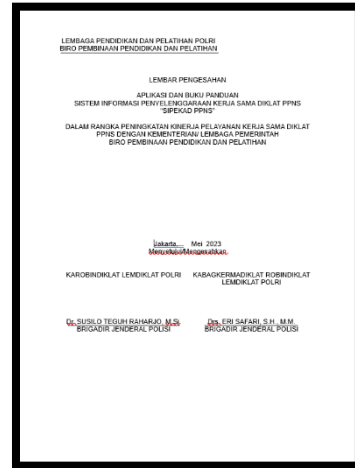 LEMBAGA PENDIDIKAN DAN PELATIHAN POLRI
BIRO PEMBINAAN PENDIDIKAN DAN PELATIHAN
LEMBAR PENGESAHAN
APLIKASI DAN BUKU PANDUAN
SISTEM INFORMASI PENYELENGGARAAN KERJA SAMA DIKLAT PPNS
"SIPEKAD PPNS"
DALAM RANGKA PENINGKATAN KINERJA PELAYANAN KERJA SAMA DIKLAT
PPNS DENGAN KEMENTERIAN/ LEMBAGA PEMERINTAH
BIRO PEMBINAAN PENDIDIKAN DAN PELATIHAN
Jakarta, Mei 2023
Menyetujui/Mengesahkan
KAROBINDIKLAT LEMDIKLAT POLRI KABAGKERMADIKLAT ROBINDIKLAT
LEMDIKLAT POLRI
Dr. SUSILO TEGUH RAHARJO, M.Si. Drs. ERI SAFARI, S.H., M.M.
BRIGADIR JENDERAL POLISI BRIGADIR JENDERAL POLISI